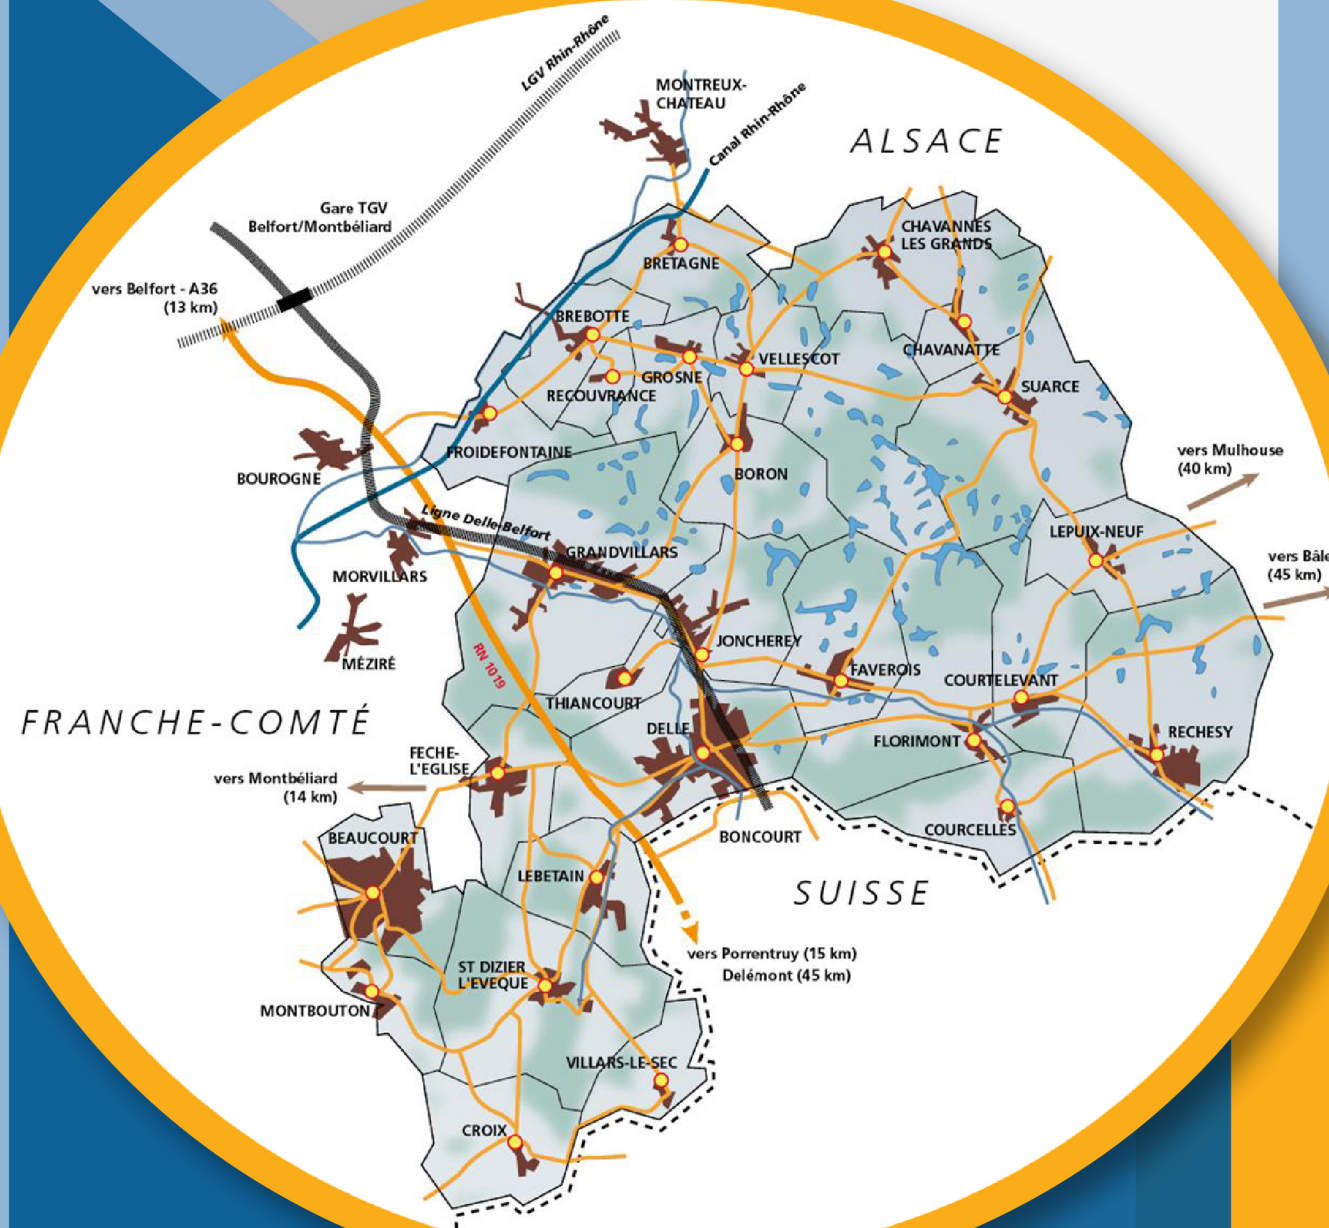 LGV Rhin-Rhône
MONTREUX-
CHATEAU
Canal Rhin-Rhône
ALSACE
Gare TGV
Belfort/Montbéliard
CHAVANNES
LES GRANDS
BRETAGNE
vers Belfort - A36
(13 km)
BREBOTTE
CHAVANATTE
VELLESCOT
GROSNE
SUARCE
RECOUVRANCE
FROIDEFONTAINE
vers Mulhouse
(40 km)
BOUROGNE
BORON
Ligne Delle-Belfort
LEPUIX-NEUF
GRANDVILLARS
vers Bâle
(45 km)
MORVILLARS
JONCHEREY
MÉZIRÉ
RN 1019
FAVEROIS
COURTELEVANT
THIANCOURT
FRANCHE-COMTÉ
DELLE
FLORIMONT
RECHESY
FECHE-
L'EGLISE
vers Montbéliard
(14 km)
BEAUCOURT
BONCOURT
COURCELLES
LEBETAIN
SUISSE
vers Porrentruy (15 km)
Delémont (45 km)
ST DIZIER
L'EVEQUE
MONTBOUTON
VILLARS-LE-SEC
CROIX